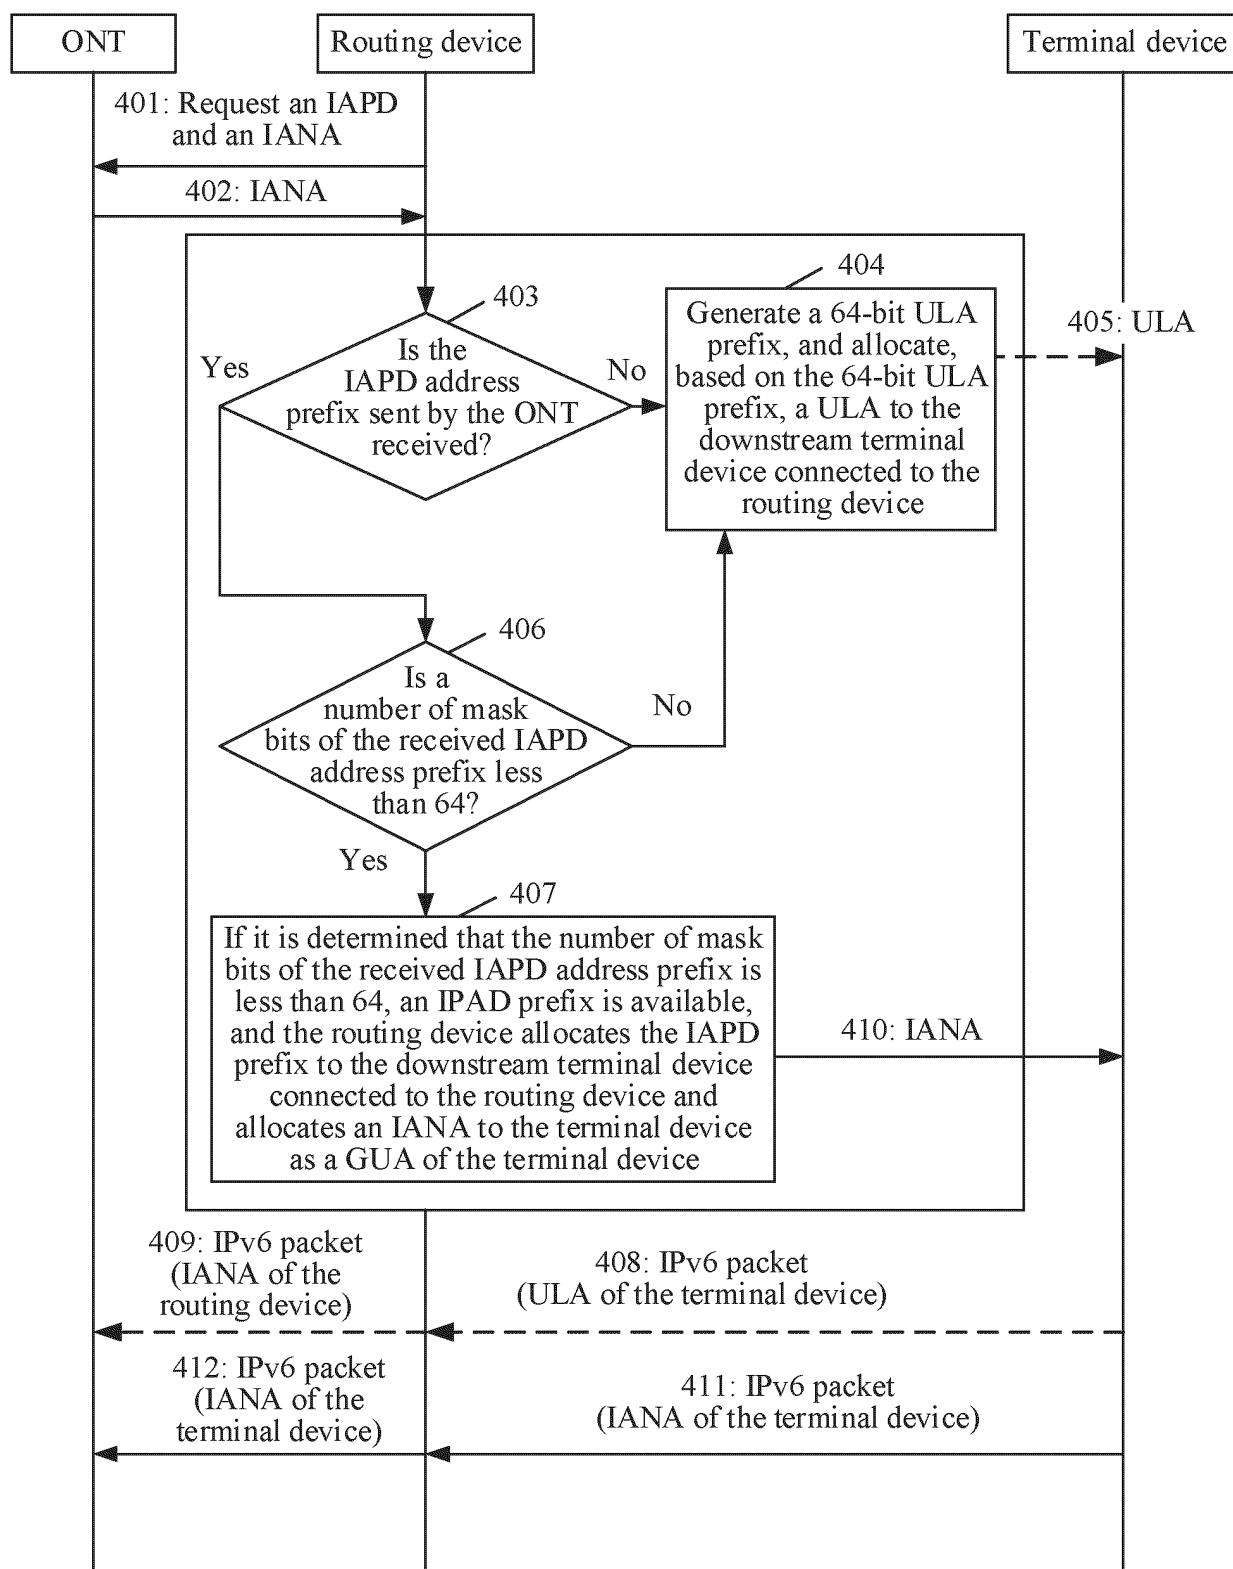 ONT
Routing device
Terminal device
401: Request an IAPD
and an IANA
402: IANA
403
Is the
IAPD address
prefix sent by the ONT
received?
Yes
No
404
Generate a 64-bit ULA
prefix, and allocate,
based on the 64-bit ULA
prefix, a ULA to the
downstream terminal
device connected to the
routing device
405: ULA
406
Is a
number of mask
bits of the received IAPD
address prefix less
than 64?
No
Yes
407
If it is determined that the number of mask
bits of the received IAPD address prefix is
less than 64, an IPAD prefix is available,
and the routing device allocates the IAPD
prefix to the downstream terminal device
connected to the routing device and
allocates an IANA to the terminal device
as a GUA of the terminal device
410: IANA
409: IPv6 packet
(IANA of the
routing device)
408: IPv6 packet
(ULA of the terminal device)
412: IPv6 packet
(IANA of the
terminal device)
411: IPv6 packet
(IANA of the terminal device)